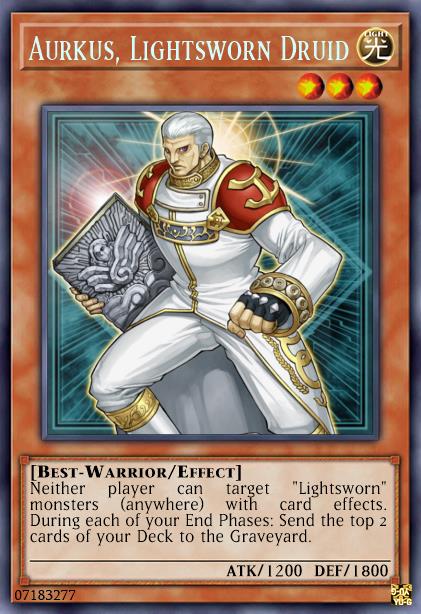 Aurkus, Lightsworn Druid
LIGHT
光
[Best-Warrior/Effect]
Neither player can target "Lightsworn"
monsters (anywhere) with card effects.
During each of your End Phases: Send the top 2
cards of your Deck to the Graveyard.
ATK/1200 DEF/1800
07183277